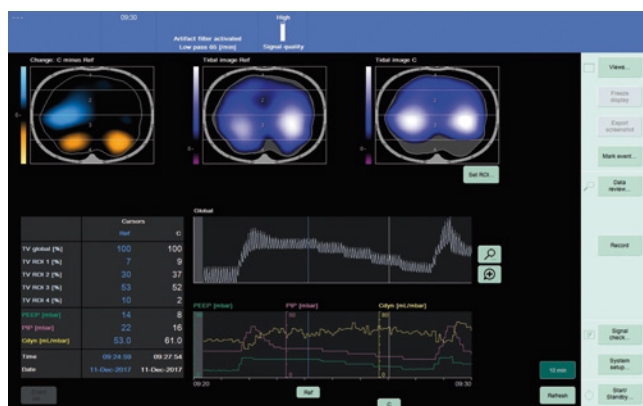 09:30
High
Artifact filter activated
Low pass 65 [/min]
Signal quality
Change: C minus Ref
Tidal image Ref
Tidal image C
Views...
Freeze display
Export screenshot
Mark event...
Set ROI...
Data review...
Record
Global
Cursors
Ref C
TV global [%] 100 100
TV ROI 1 [%] 7 9
TV ROI 2 [%] 30 37
TV ROI 3 [%] 53 52
TV ROI 4 [%] 10 2
PEEP [mbar] 14 8
PIP [mbar] 22 16
Cdyn [mL/mbar] 53.0 61.0
Time 09:24:59 09:27:54
Date 11-Dec-2017 11-Dec-2017
PEEP [mbar] PIP [mbar] Cdyn [mL/mbar]
09:20 09:30
Ref
C
10 min
Refresh
Signal check...
System setup...
Start/ Standby...